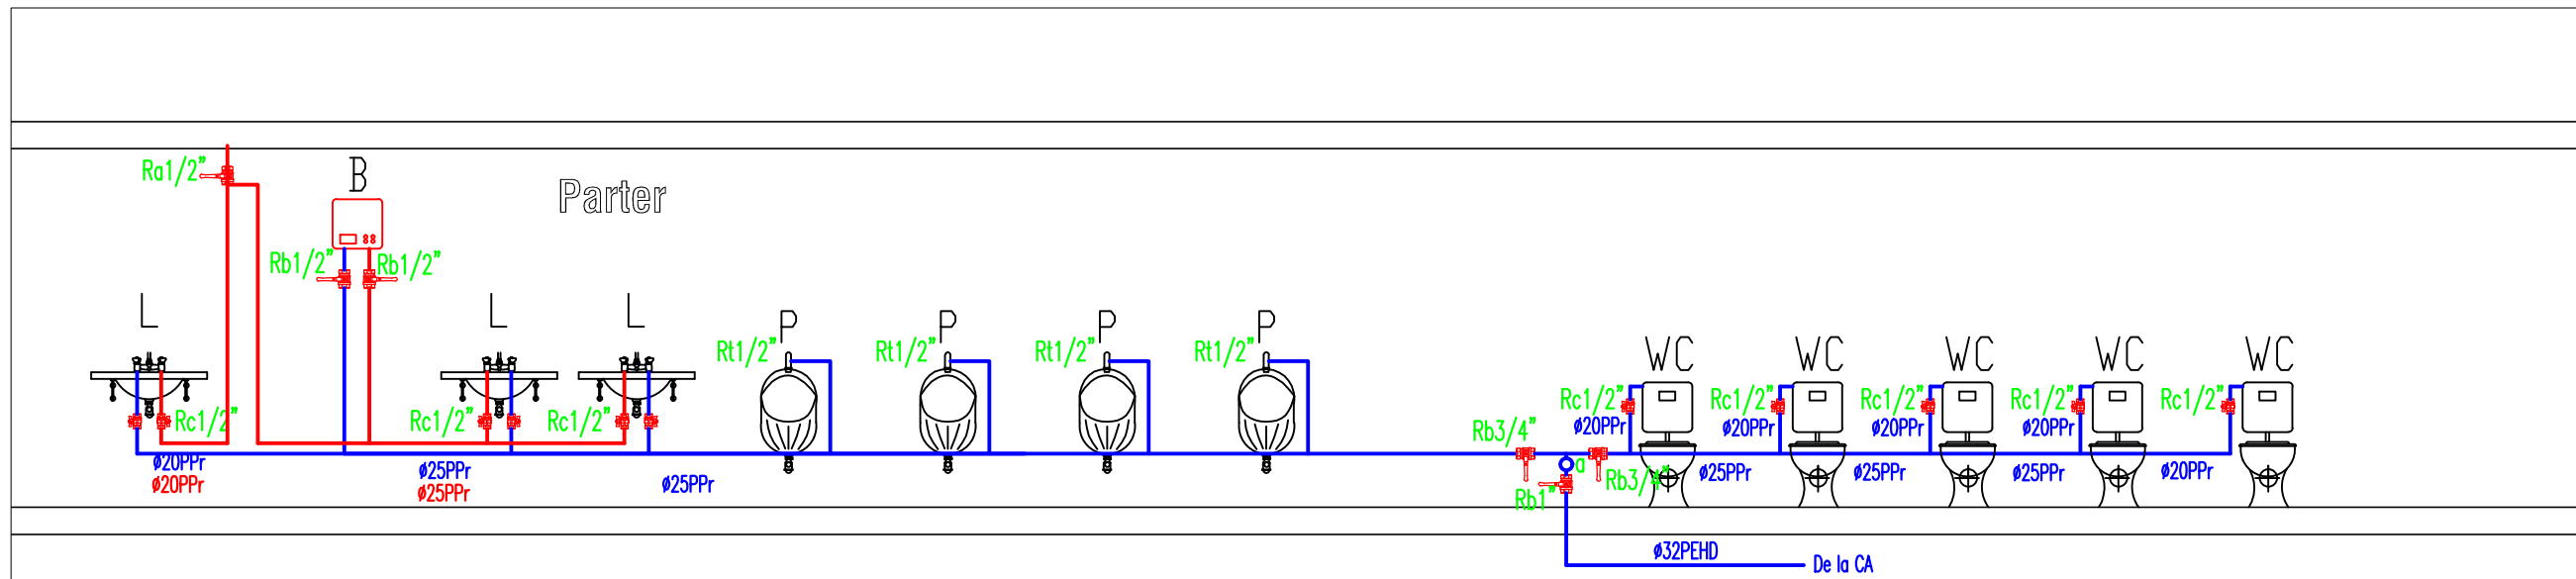 Ra1/2"
B
Parter
Rb1/2"
Rb1/2"
L
L
L
P
P
P
P
Rt1/2"
Rt1/2"
Rt1/2"
Rt1/2"
WC
WC
WC
WC
WC
Rc1/2"
Rc1/2"
Rc1/2"
Rc1/2"
Rc1/2"
Rc1/2"
Rc1/2"
Rc1/2"
ø20PPr
ø20PPr
ø20PPr
ø20PPr
Rb3/4"
a
Rb3/4"
Rb1"
ø20PPr
ø20PPr
ø25PPr
ø25PPr
ø25PPr
ø25PPr
ø25PPr
ø25PPr
ø20PPr
ø32PEHD
De la CA